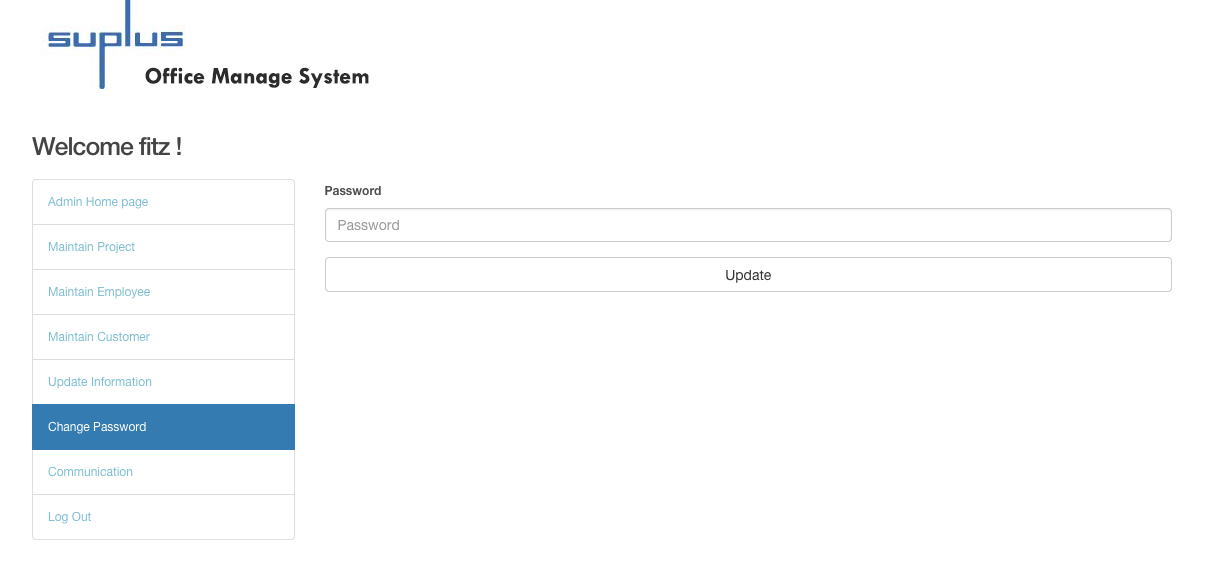 suplus
Office Manage System
Welcome fitz !
Admin Home page
Maintain Project
Maintain Employee
Maintain Customer
Update Information
Change Password
Communication
Log Out
Password
Password
Update